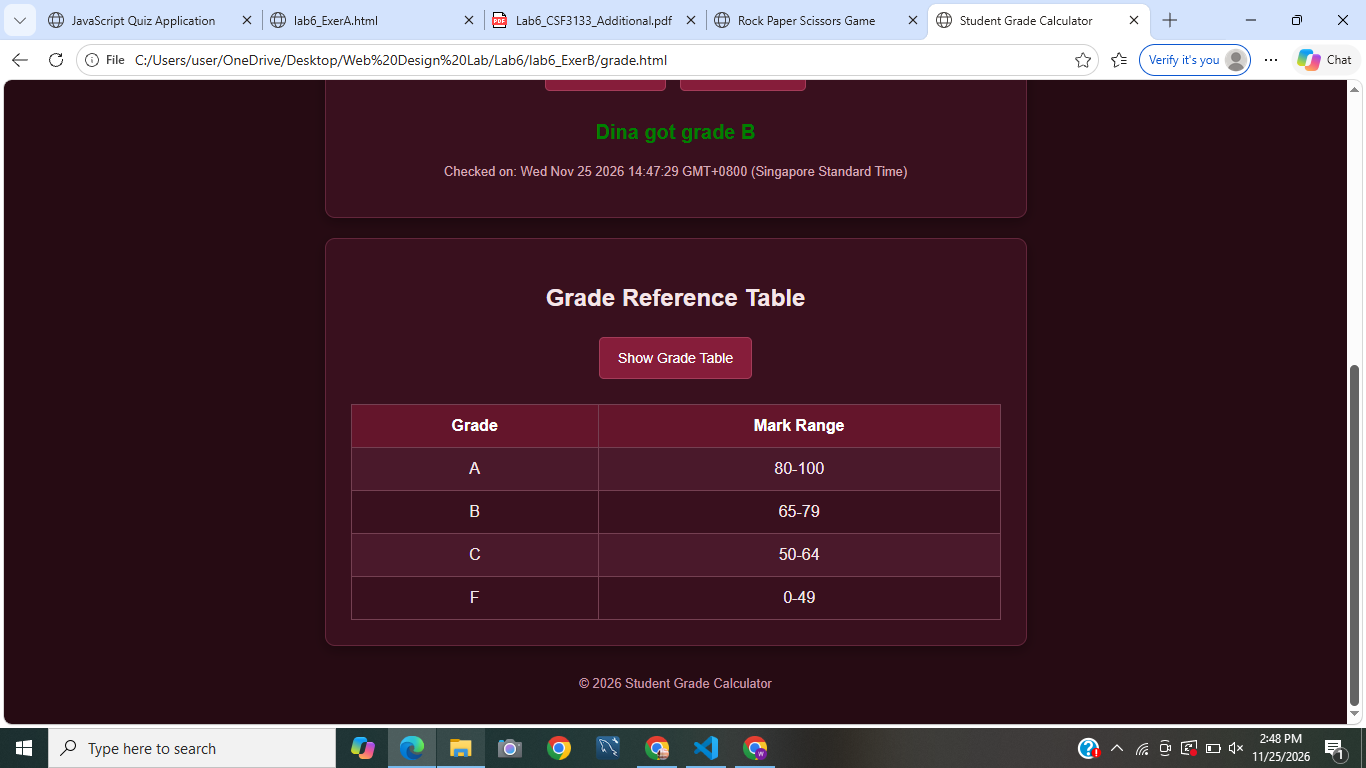 JavaScript Quiz Application
lab6_ExerA.html
PDF
Lab6_CSF3133_Additional.pdf
Rock Paper Scissors Game
Student Grade Calculator
File
C:/Users/user/OneDrive/Desktop/Web%20Design%20Lab/Lab6/lab6_ExerB/grade.html
Verify it's you
Chat
Dina got grade B
Checked on: Wed Nov 25 2026 14:47:29 GMT+0800 (Singapore Standard Time)
Grade Reference Table
Show Grade Table
Grade Mark Range
A 80-100
B 65-79
C 50-64
F 0-49
© 2026 Student Grade Calculator
Type here to search
2:48 PM
11/25/2026
1